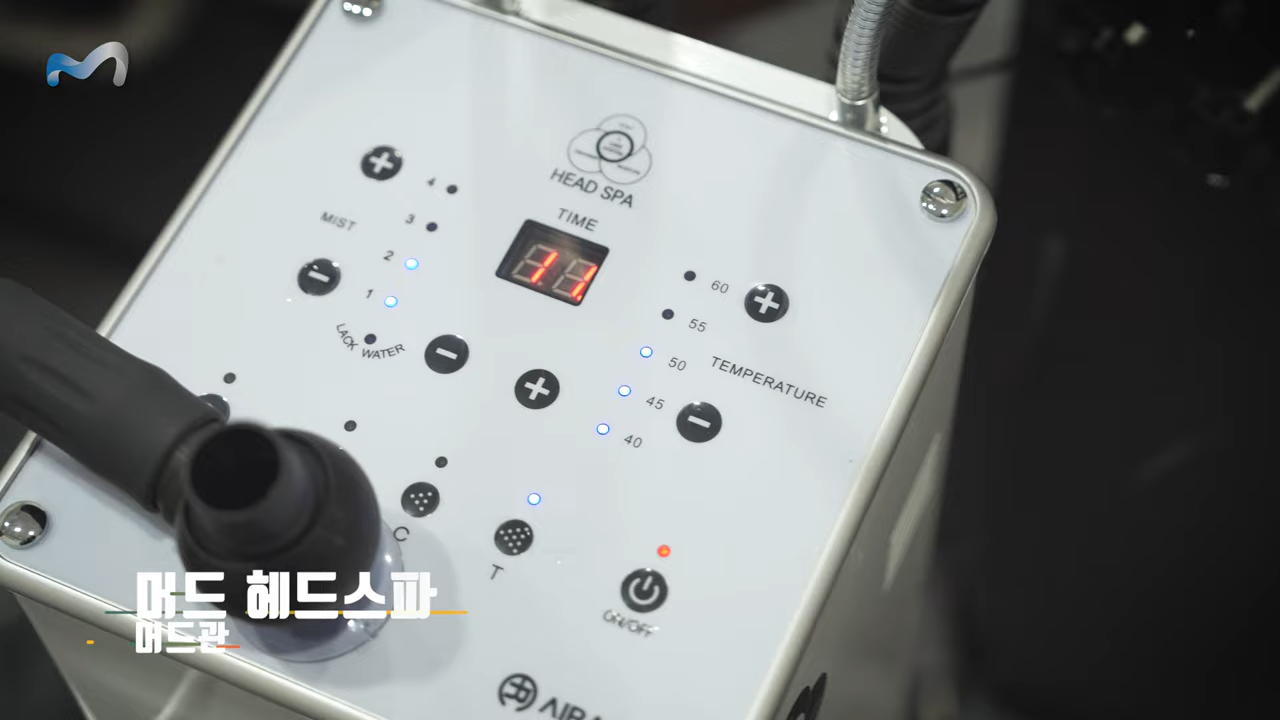 HEAD SPA
TIME
11
MIST
4
3
2
1
LACK WATER
60
55
50
45
40
TEMPERATURE
C
T
ON/OFF
머드 헤드스파
머드관